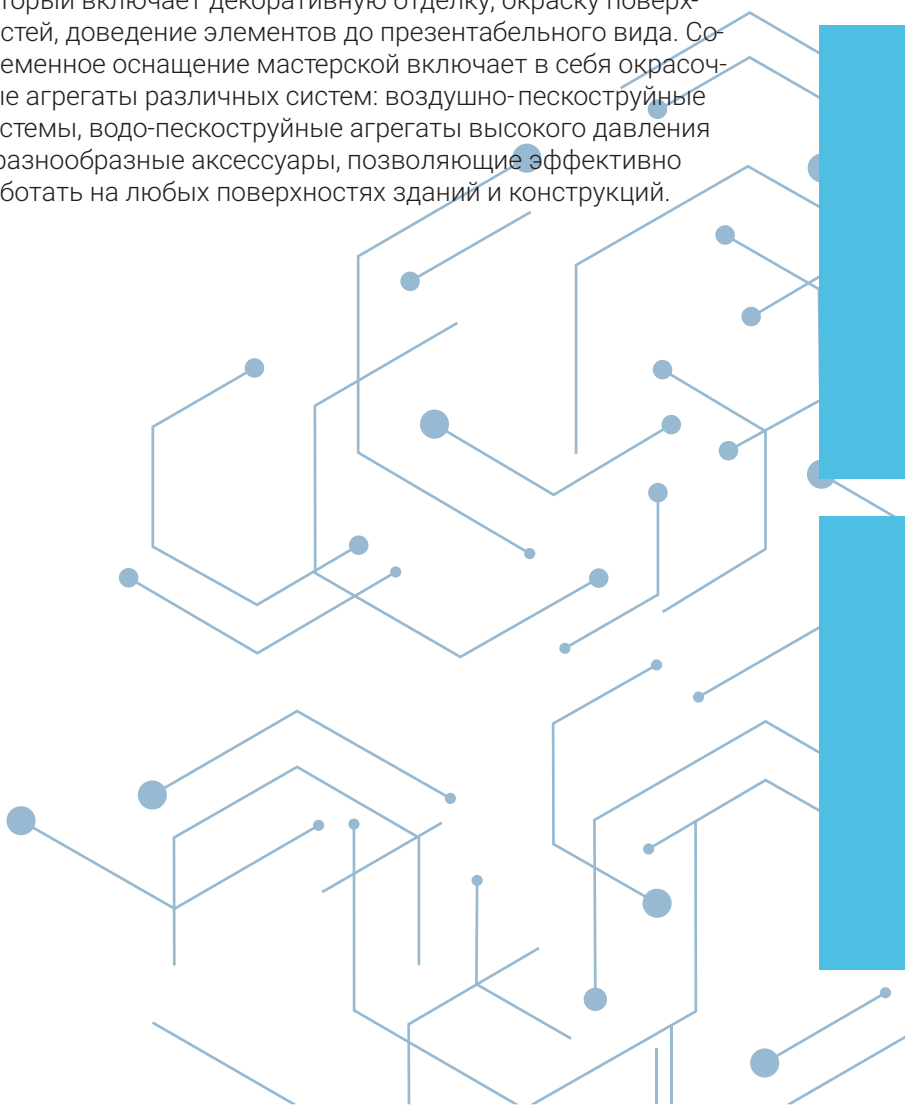 торый включает декоративную отделку, окраску поверх-
стей, доведение элементов до презентабельного вида. Со-
еменное оснащение мастерской включает в себя окрасоч-
ые агрегаты различных систем: воздушно-пескоструйные
стемы, водо-пескоструйные агрегаты высокого давления
разнообразные аксессуары, позволяющие эффективно
ботать на любых поверхностях зданий и конструкций.